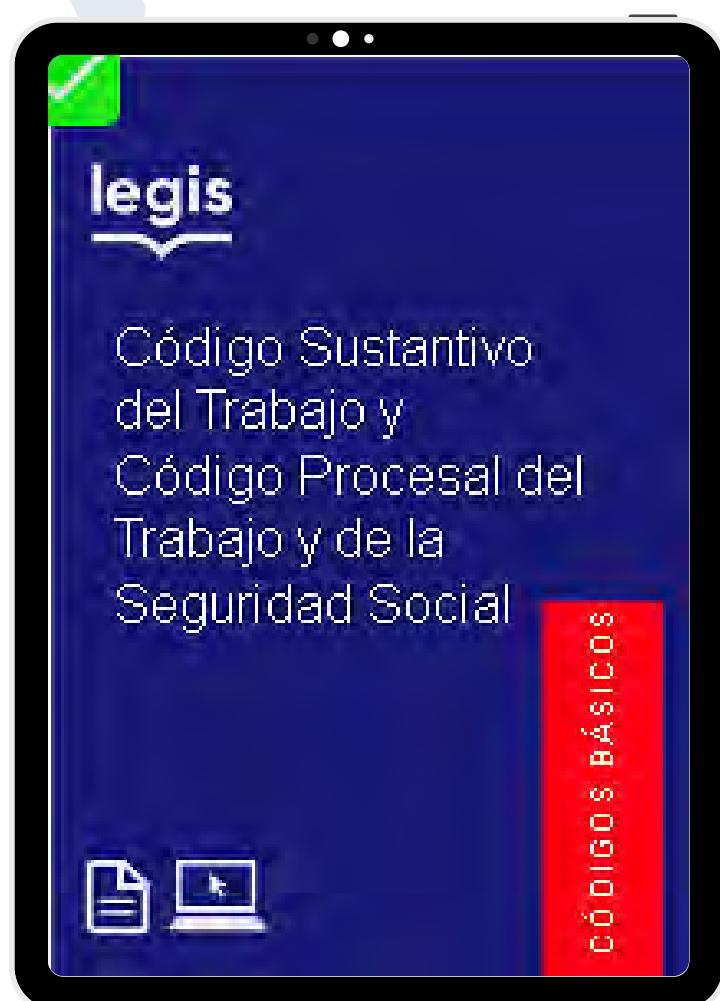 legis
Código Sustantivo
del Trabajo y
Código Procesal del
Trabajo y de la
Seguridad Social
CÓDIGOS BÁSICOS